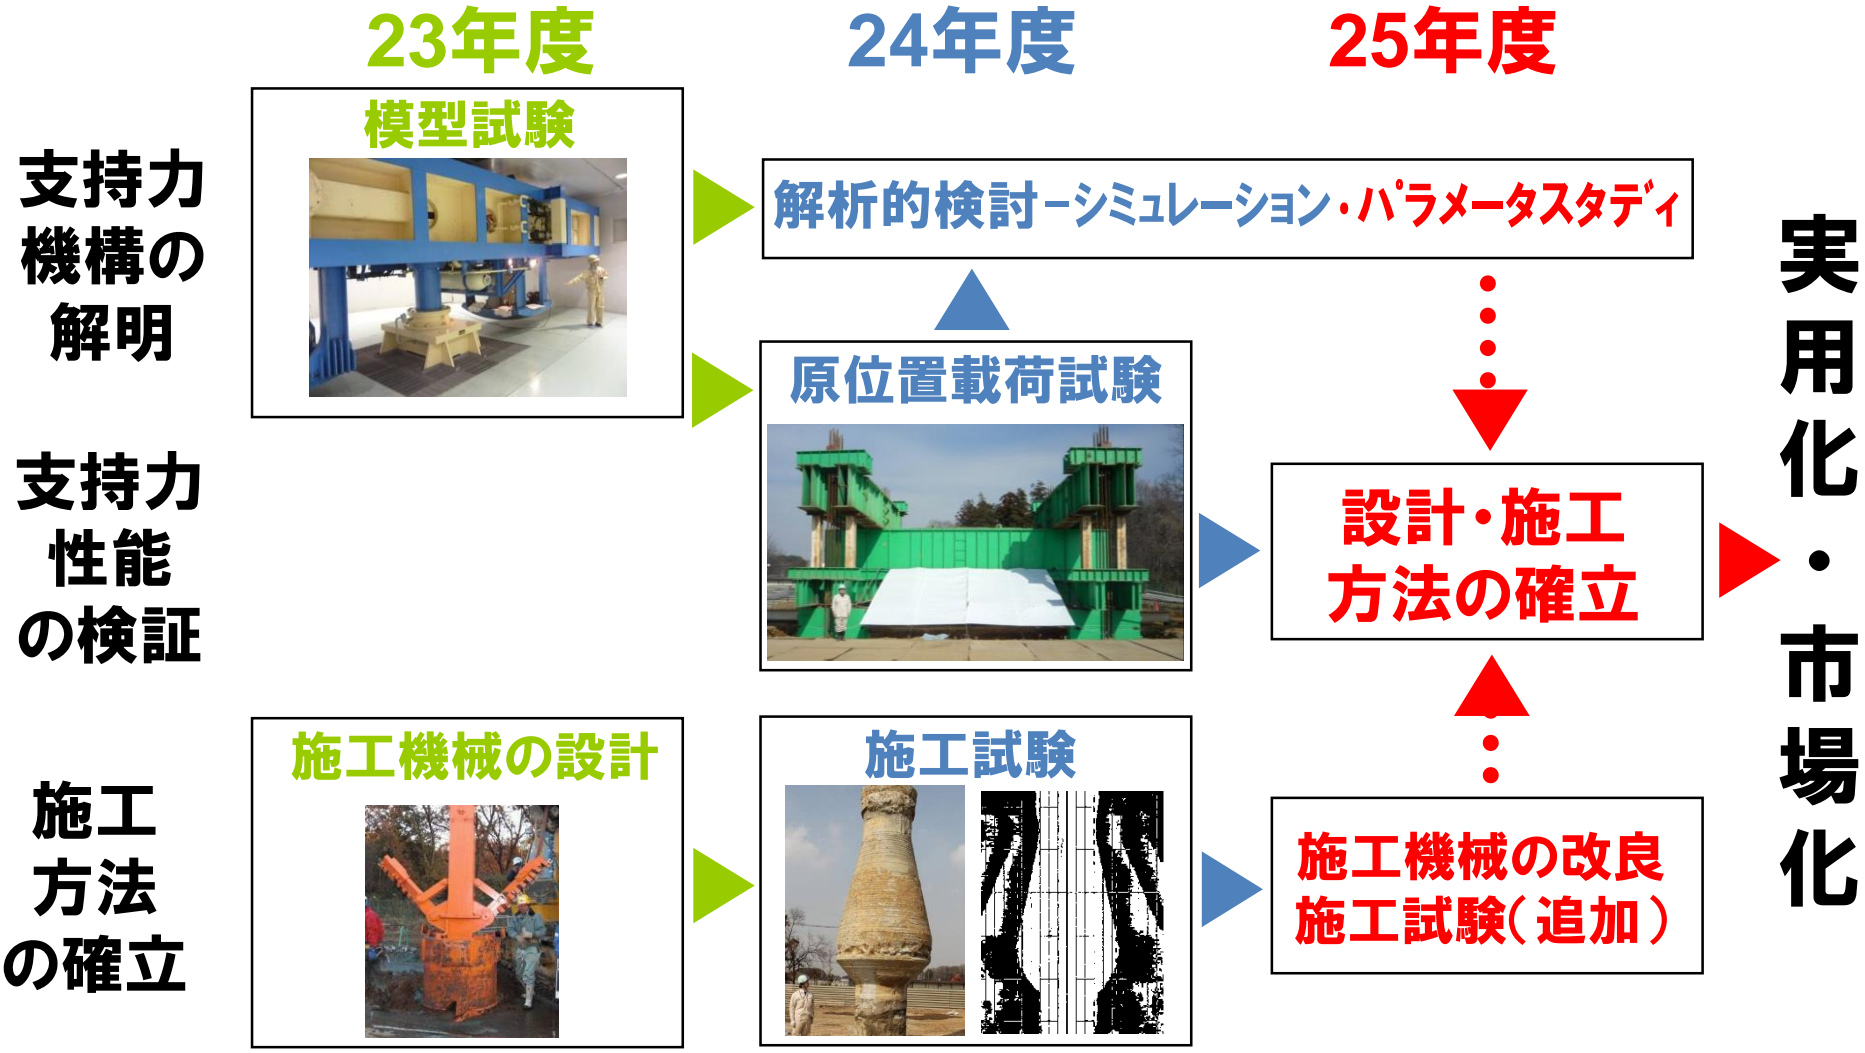 23年度
24年度
25年度
支持力
機構の
解明
模型試験
解析的検討－シミュレーション・パラメータスタディ
原位置載荷試験
支持力
性能
の検証
設計・施工
方法の確立
施工
方法
の確立
施工機械の設計
施工試験
施工機械の改良
施工試験（追加）
実用化・市場化